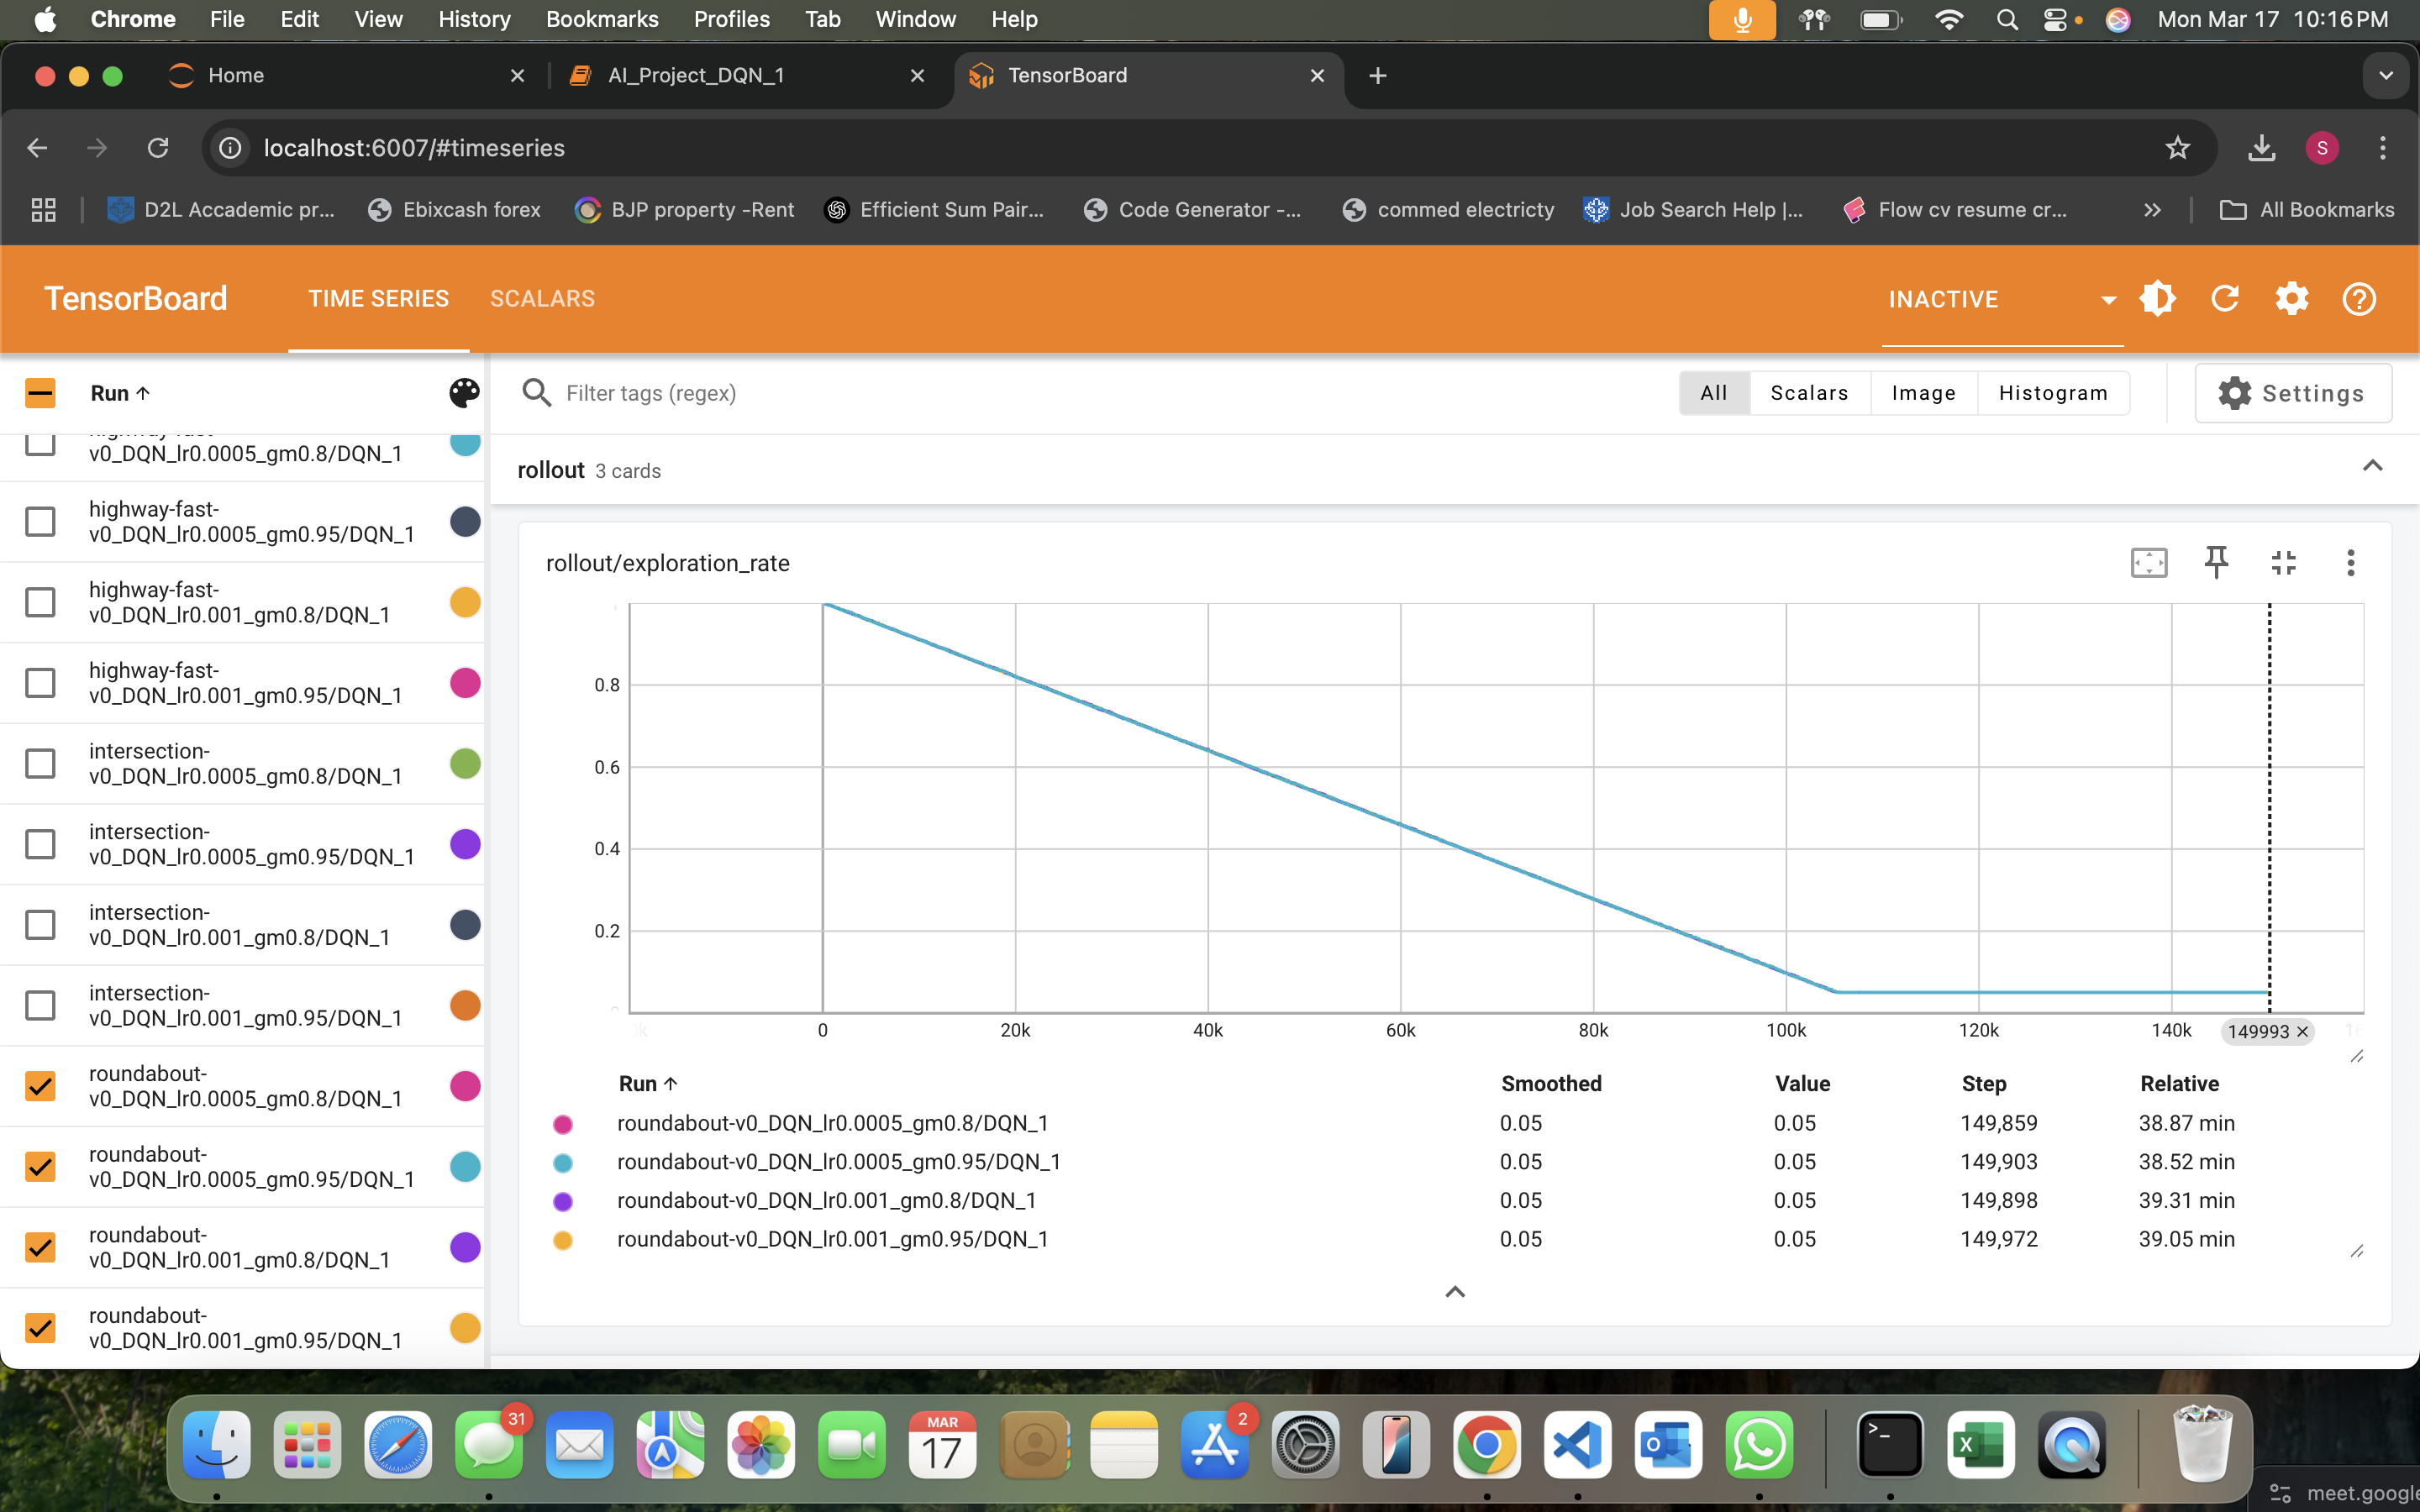 Chrome File Edit View History Bookmarks Profiles Tab Window Help Mon Mar 17 10:16 PM
Home AI_Project_DQN_1 TensorBoard
localhost:6007/#timeseries S
D2L Accademic pr... Ebixcash forex BJP property -Rent Efficient Sum Pair... Code Generator -... commed electricty Job Search Help |... Flow cv resume cr... All Bookmarks
TensorBoard TIME SERIES SCALARS INACTIVE
Run Filter tags (regex) All Scalars Image Histogram Settings
v0_DQN_lr0.0005_gm0.8/DQN_1
highway-fast-
v0_DQN_lr0.0005_gm0.95/DQN_1
highway-fast-
v0_DQN_lr0.001_gm0.8/DQN_1
highway-fast-
v0_DQN_lr0.001_gm0.95/DQN_1
intersection-
v0_DQN_lr0.0005_gm0.8/DQN_1
intersection-
v0_DQN_lr0.0005_gm0.95/DQN_1
intersection-
v0_DQN_lr0.001_gm0.8/DQN_1
intersection-
v0_DQN_lr0.001_gm0.95/DQN_1
roundabout-
v0_DQN_lr0.0005_gm0.8/DQN_1
roundabout-
v0_DQN_lr0.0005_gm0.95/DQN_1
roundabout-
v0_DQN_lr0.001_gm0.8/DQN_1
roundabout-
v0_DQN_lr0.001_gm0.95/DQN_1
rollout 3 cards
rollout/exploration_rate
0.8
0.6
0.4
0.2
0 20k 40k 60k 80k 100k 120k 140k 149993
Run Smoothed Value Step Relative
roundabout-v0_DQN_lr0.0005_gm0.8/DQN_1 0.05 0.05 149,859 38.87 min
roundabout-v0_DQN_lr0.0005_gm0.95/DQN_1 0.05 0.05 149,903 38.52 min
roundabout-v0_DQN_lr0.001_gm0.8/DQN_1 0.05 0.05 149,898 39.31 min
roundabout-v0_DQN_lr0.001_gm0.95/DQN_1 0.05 0.05 149,972 39.05 min
31 MAR 17 2
meet.google